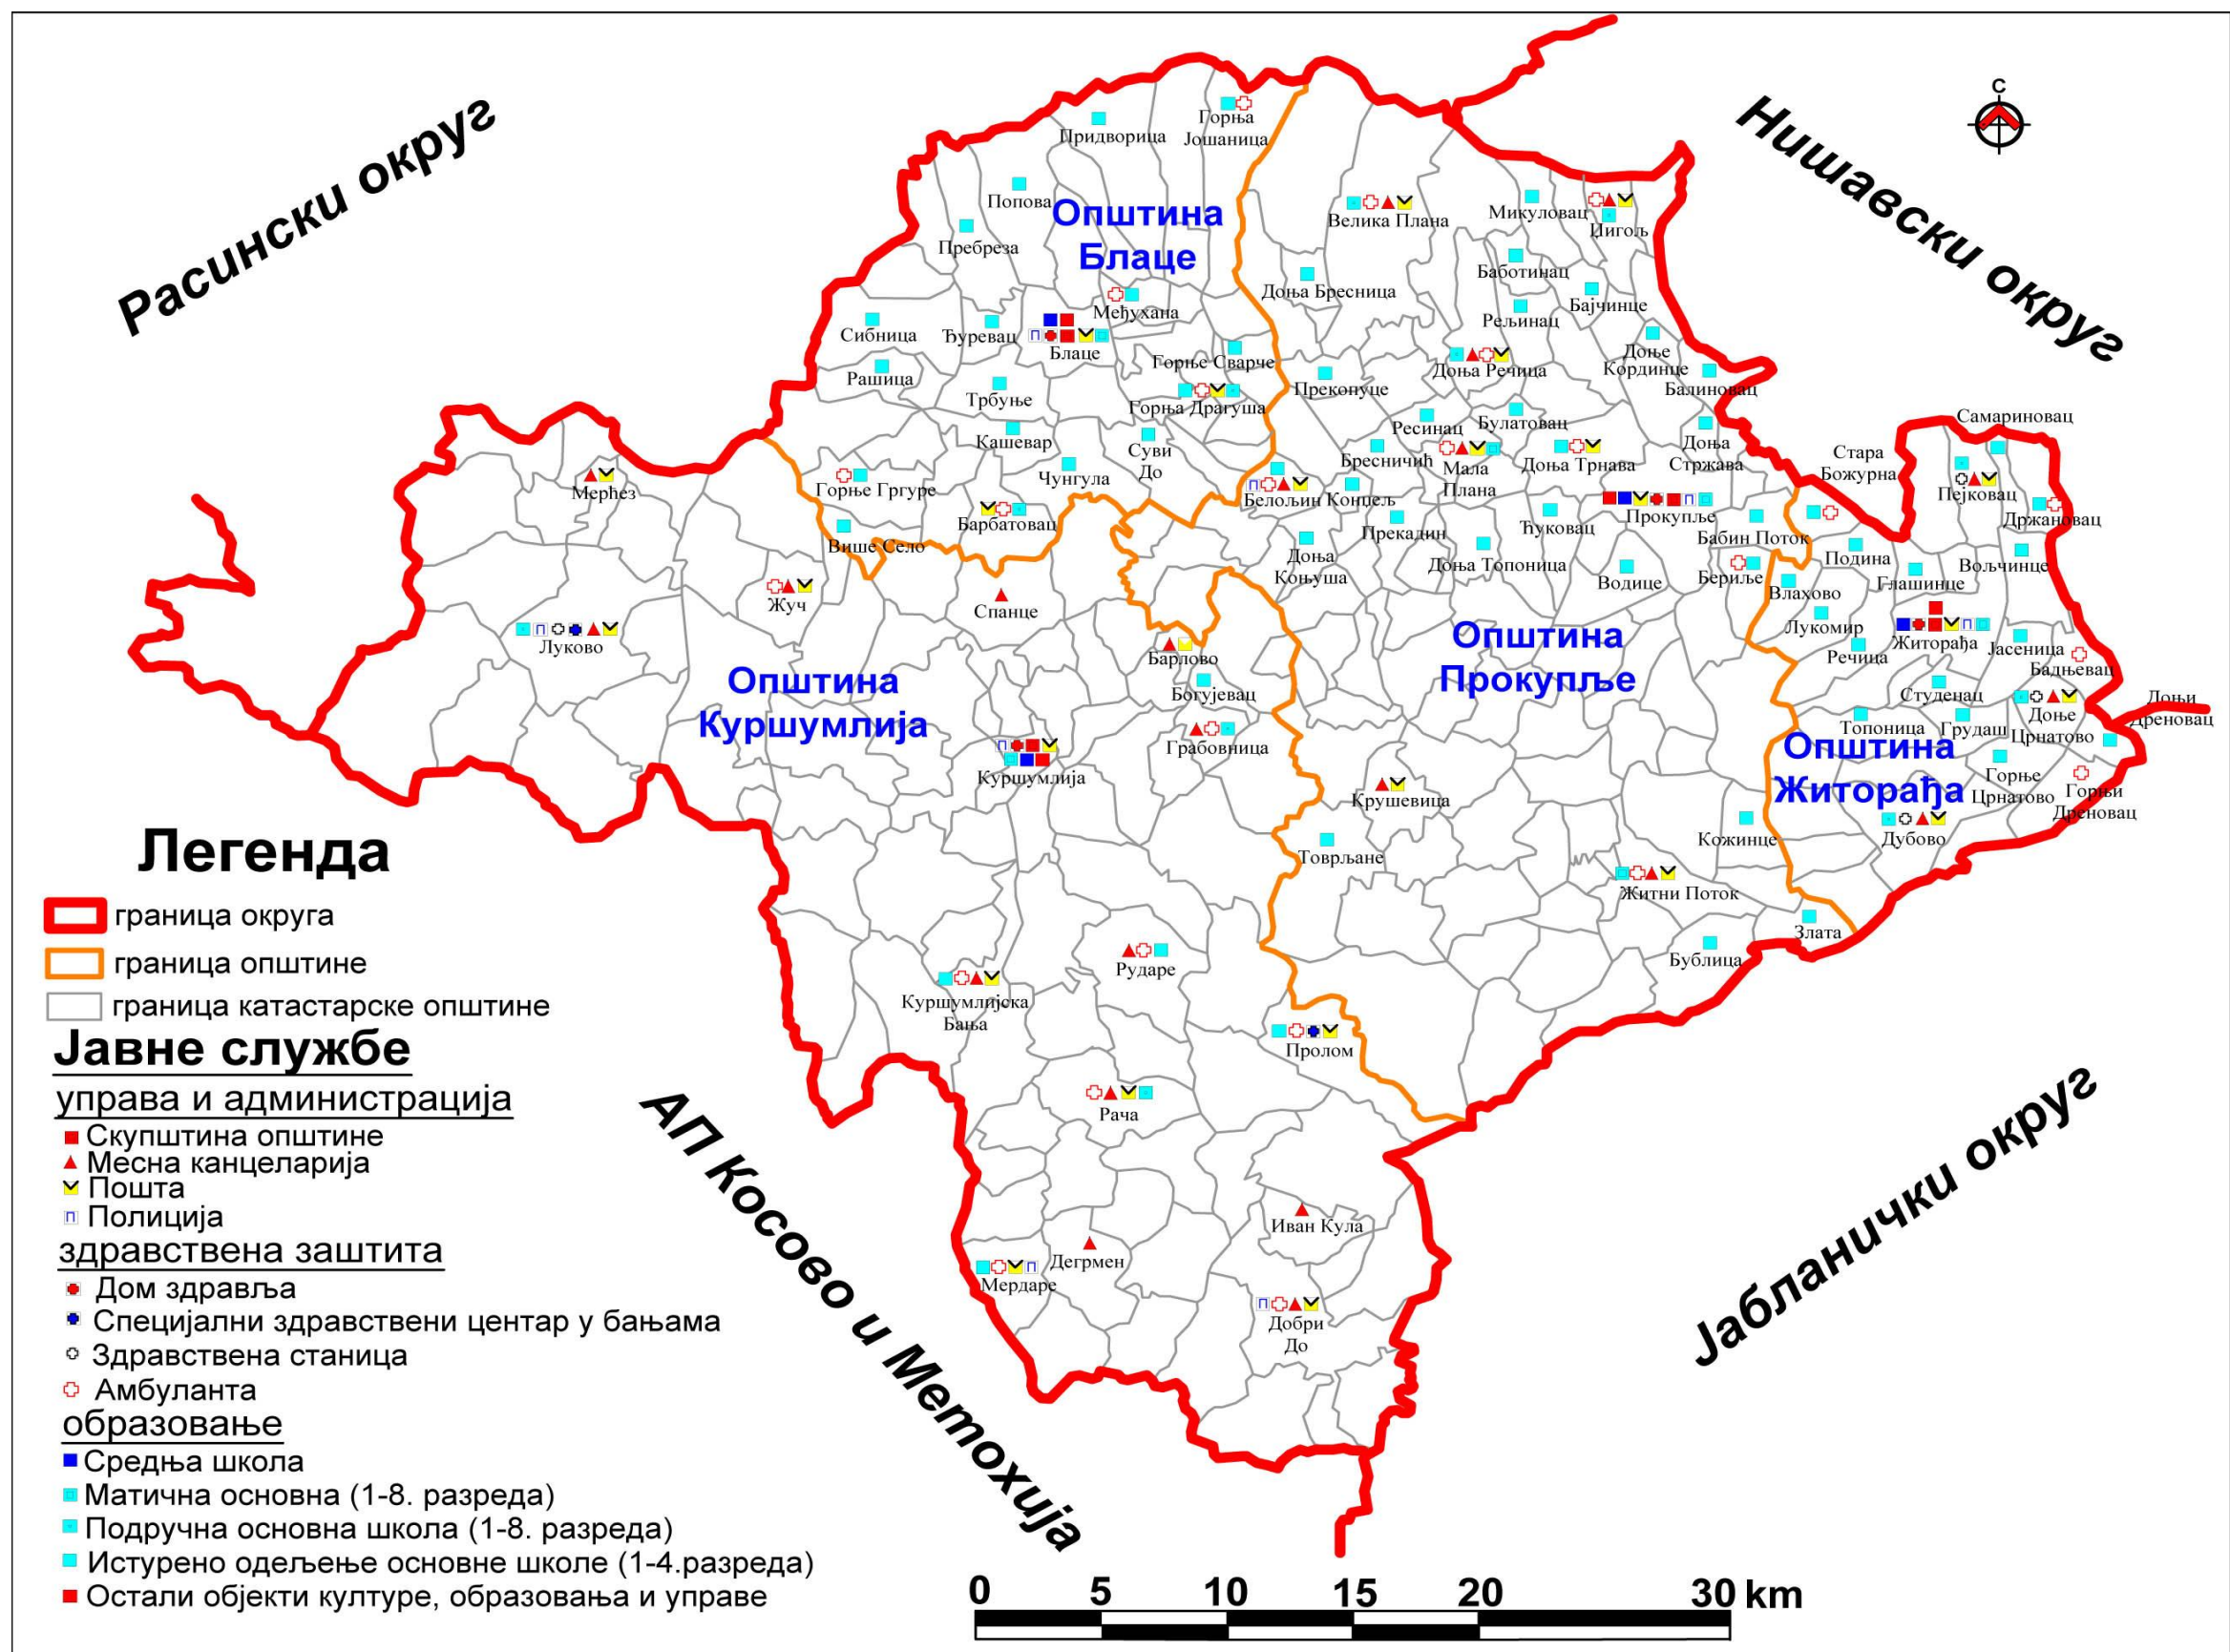 С
Расински округ
Нишавски округ
Придворица
Горња
Јошаница
Попова
Општина
Блаце
Пребреза
Велика Плана
Микуловац
Џигољ
Баботинац
Доња Бресница
Бајчинце
Међухана
Рељинац
Сибница
Ђуревац
Блаце
Горње Сварче
Доње
Кординце
Рашица
Прекопуце
Доња Речица
Балиновац
Трбуње
Горња Драгуша
Самариновац
Ресинац
Булатовац
Кашевар
Суви
До
Доња
Стржава
Стара
Божурна
Бресничић
Мала
Плана
Доња Трнава
Чунгула
Мерћез
Горње Гргуре
Белољин
Конџељ
Пејковац
Барбатовац
Прокупље
Држановац
Прекадин
Ђуковац
Бабин Поток
Више Село
Доња
Коњуша
Доња Топоница
Подина
Вољчинце
Водице
Бериље
Глашинце
Жуч
Влахово
Спанце
Лукомир
Луково
Општина
Прокупље
Житорађа
Јасеница
Барлово
Речица
Бадњевац
Општина
Куршумлија
Богујевац
Студенац
Доњи
Дреновац
Топоница
Грудаш
Доње
Црнатово
Грабовница
Општина
Житорађа
Куршумлија
Горње
Црнатово
Крушевица
Горњи
Дреновац
Кожинце
Дубово
Товрљане
Житни Поток
Злата
Бублица
Рударе
Куршумлијска
Бања
Пролом
Рача
АП Косово и Метохија
Јабланички округ
Иван Кула
Дегрмен
Мердаре
Добри
До
Легенда
граница округа
граница општине
граница катастарске општине
Јавне службе
управа и администрација
Скупштина општине
Месна канцеларија
Пошта
П Полиција
здравствена заштита
Дом здравља
Специјални здравствени центар у бањама
Здравствена станица
Амбуланта
образовање
Средња школа
Матична основна (1-8. разреда)
Подручна основна школа (1-8. разреда)
Истурено одељење основне школе (1-4.разреда)
Остали објекти културе, образовања и управе
0 5 10 15 20 30 km